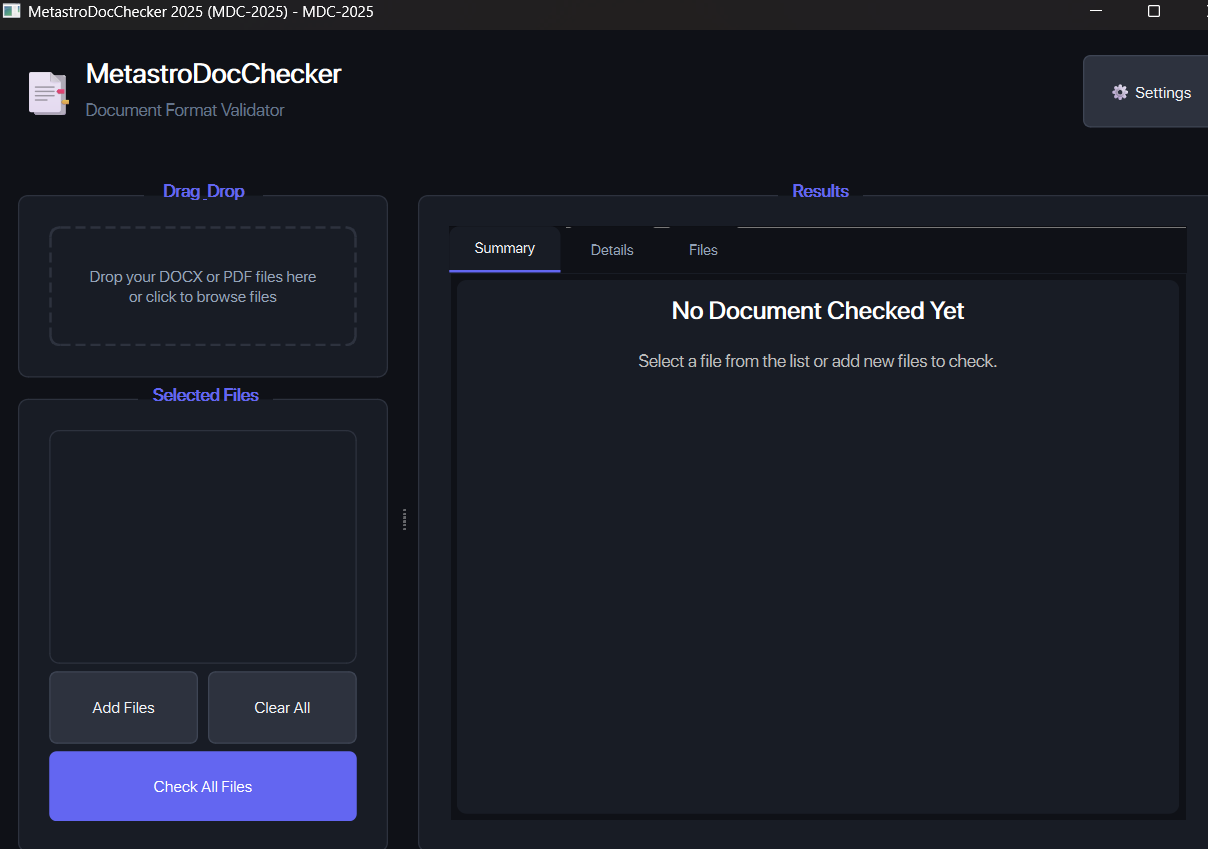 MetastroDocChecker 2025 (MDC-2025) - MDC-2025
MetastroDocChecker
Document Format Validator
Settings
Drag_Drop
Drop your DOCX or PDF files here
or click to browse files
Selected Files
Add Files
Clear All
Check All Files
Results
Summary
Details
Files
No Document Checked Yet
Select a file from the list or add new files to check.